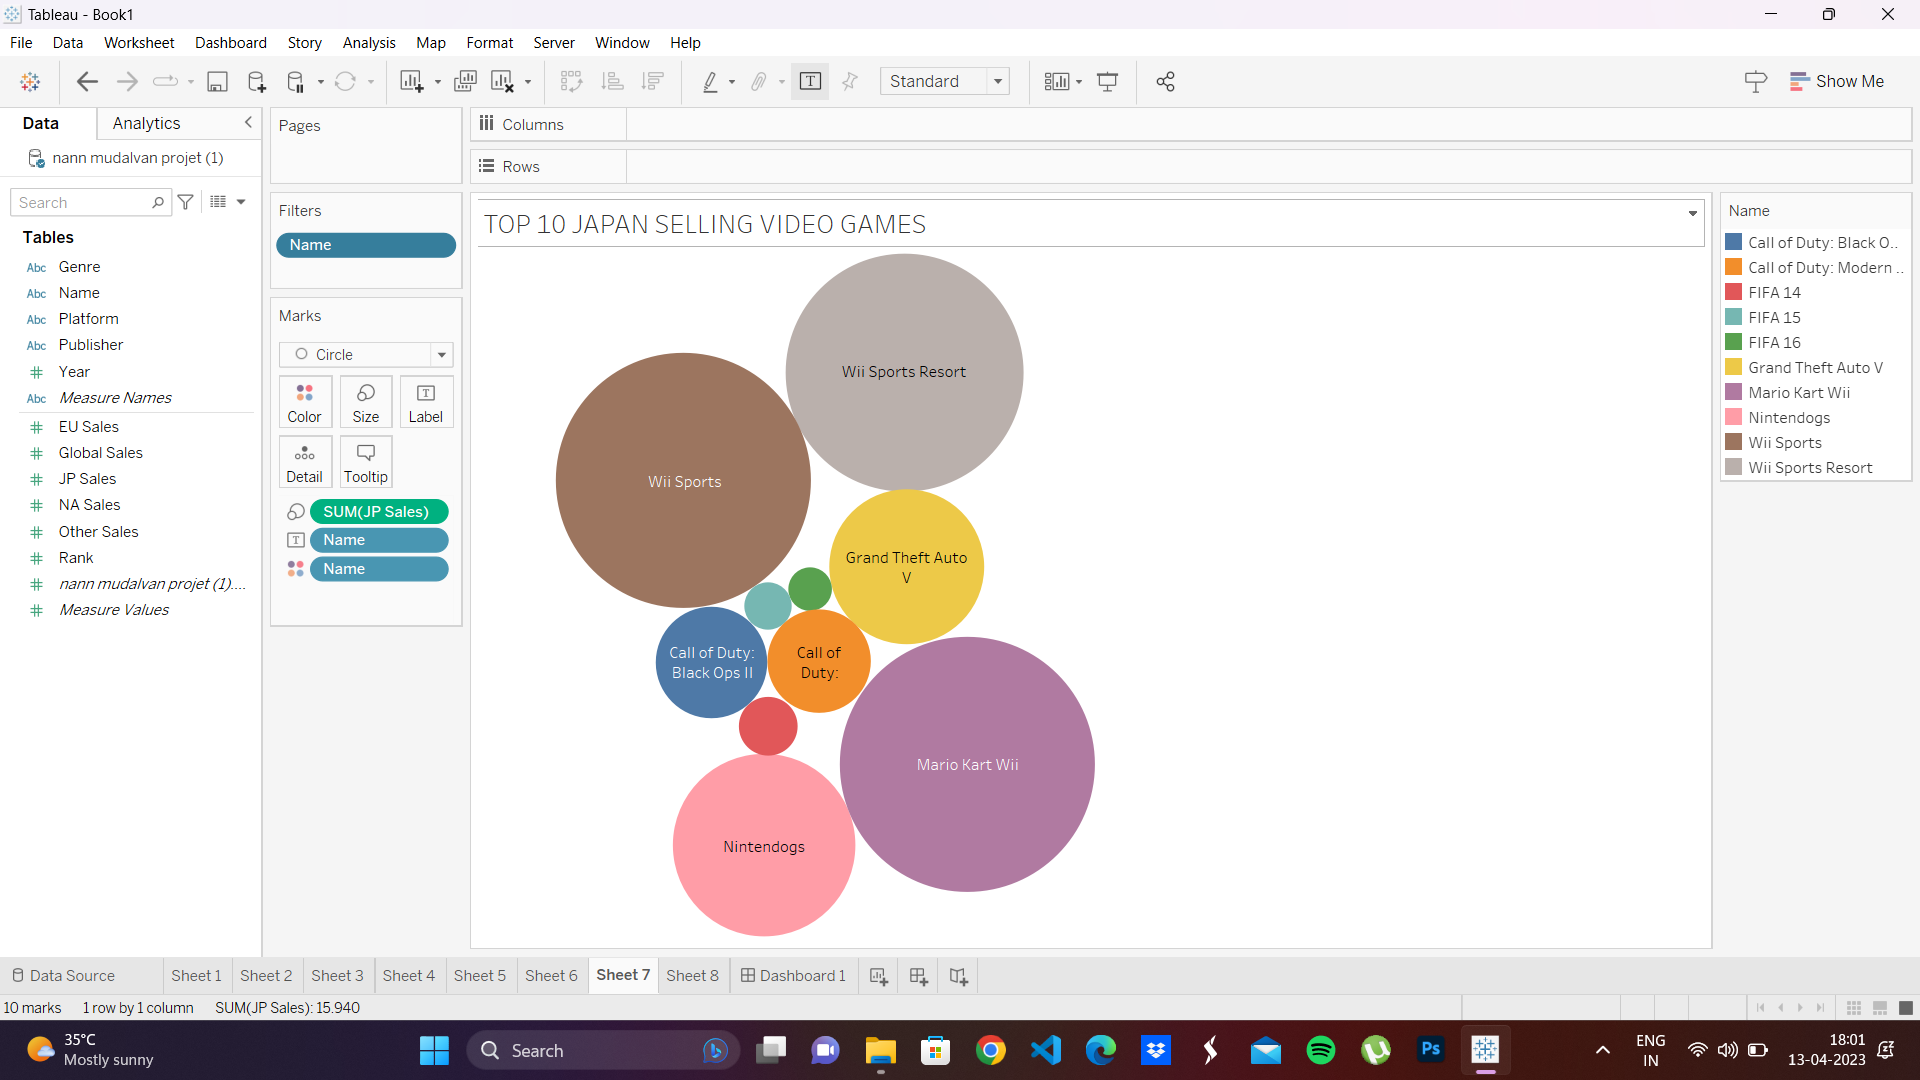 Tableau - Book1
File Data Worksheet Dashboard Story Analysis Map Format Server Window Help
Standard
Show Me
Data Analytics
nann mudalvan projet (1)
Search
Tables
Abc Genre
Abc Name
Abc Platform
Abc Publisher
Year
Abc Measure Names
EU Sales
Global Sales
JP Sales
NA Sales
Other Sales
Rank
nann mudalvan projet (1)....
Measure Values
Pages
Filters
Name
Marks
Circle
Color Size Label
Detail Tooltip
SUM(JP Sales)
Name
Name
Columns
Rows
TOP 10 JAPAN SELLING VIDEO GAMES
Wii Sports Resort
Wii Sports
Grand Theft Auto
V
Call of Duty:
Black Ops II
Call of
Duty:
Mario Kart Wii
Nintendogs
Name
Call of Duty: Black O..
Call of Duty: Modern ..
FIFA 14
FIFA 15
FIFA 16
Grand Theft Auto V
Mario Kart Wii
Nintendogs
Wii Sports
Wii Sports Resort
Data Source Sheet 1 Sheet 2 Sheet 3 Sheet 4 Sheet 5 Sheet 6 Sheet 7 Sheet 8 Dashboard 1
10 marks 1 row by 1 column SUM(JP Sales): 15.940
35°C
Mostly sunny
Search
Ps
ENG
IN
18:01
13-04-2023